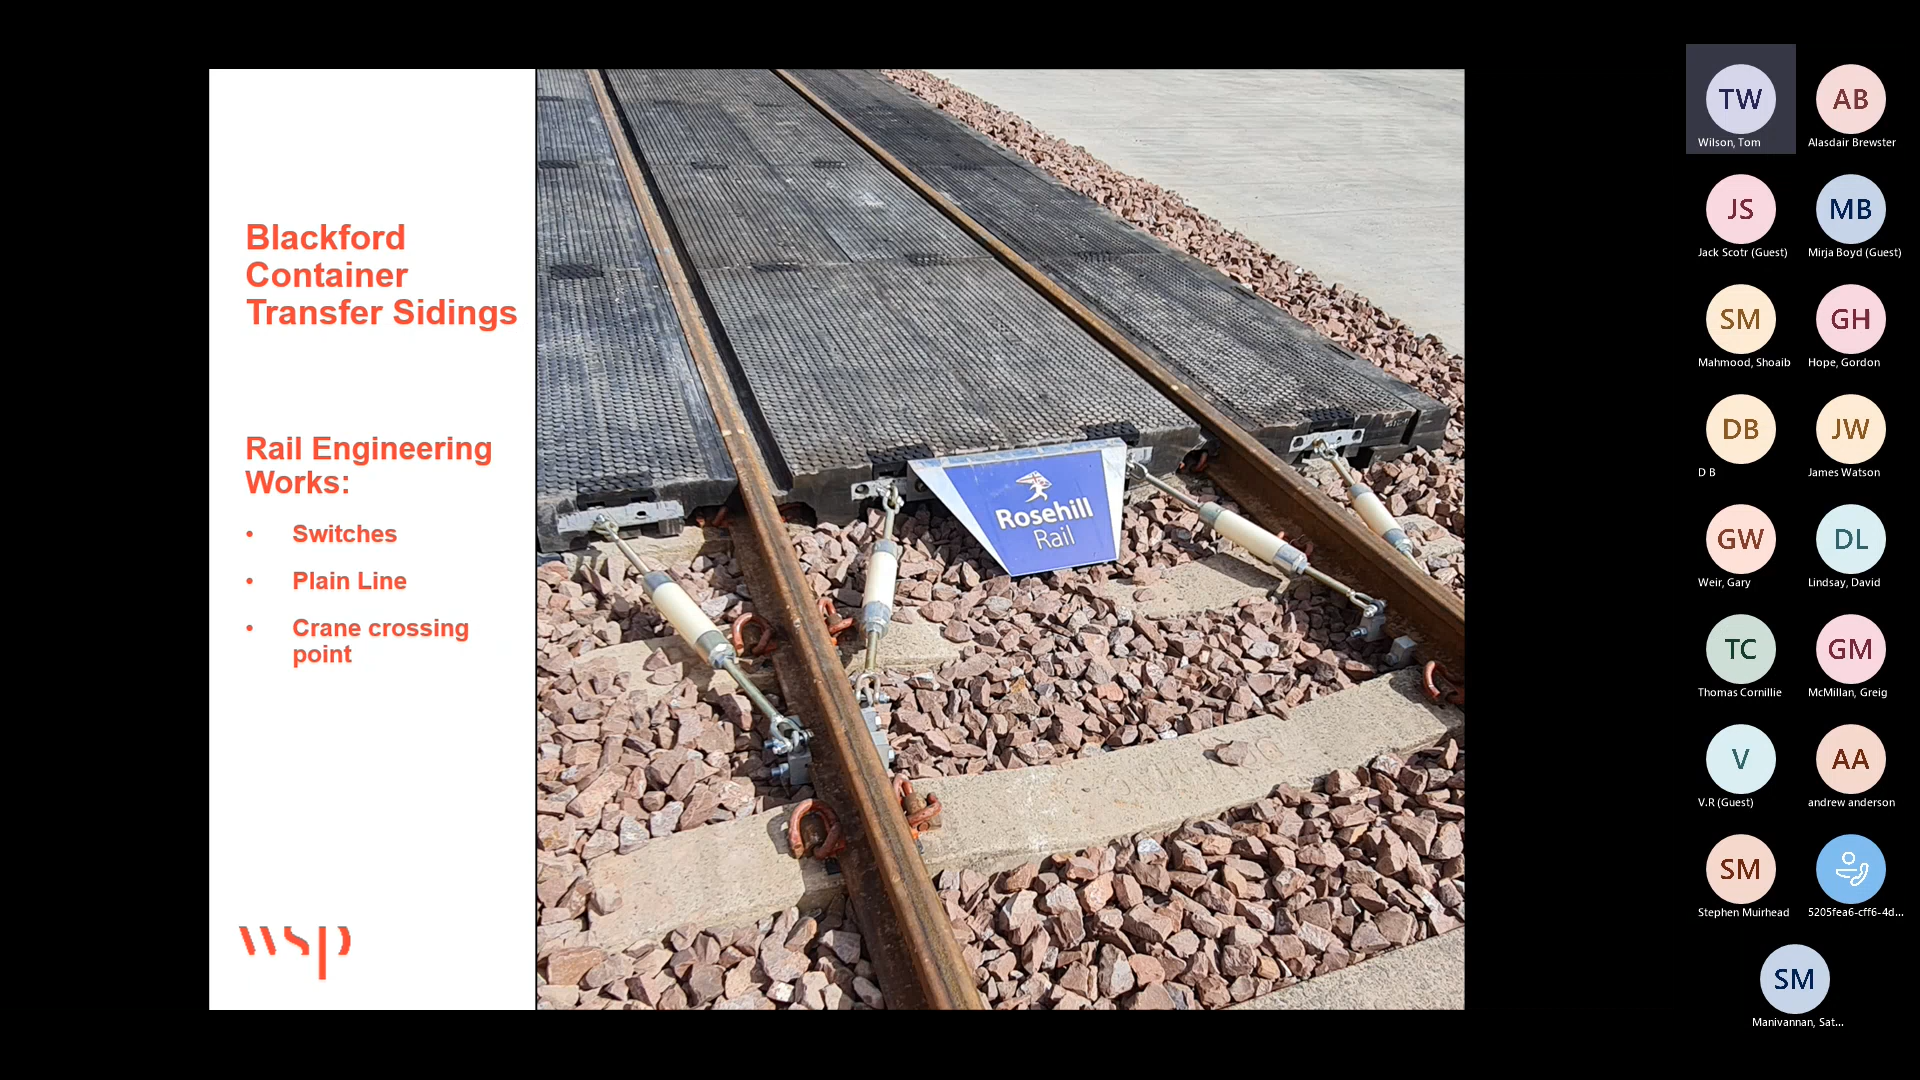 Blackford
Container
Transfer Sidings
Rail Engineering
Works:
• Switches
• Plain Line
• Crane crossing
point
wsp
Rosehill
Rail
TW
Wilson, Tom
AB
Alasdair Brewster
JS
Jack Scotr (Guest)
MB
Mirja Boyd (Guest)
SM
Mahmood, Shoaib
GH
Hope, Gordon
DB
D B
JW
James Watson
GW
Weir, Gary
DL
Lindsay, David
TC
Thomas Cornillie
GM
McMillan, Greig
V
V.R (Guest)
AA
andrew anderson
SM
Stephen Muirhead
5205fea6-cff6-4d...
SM
Manivannan, Sat...